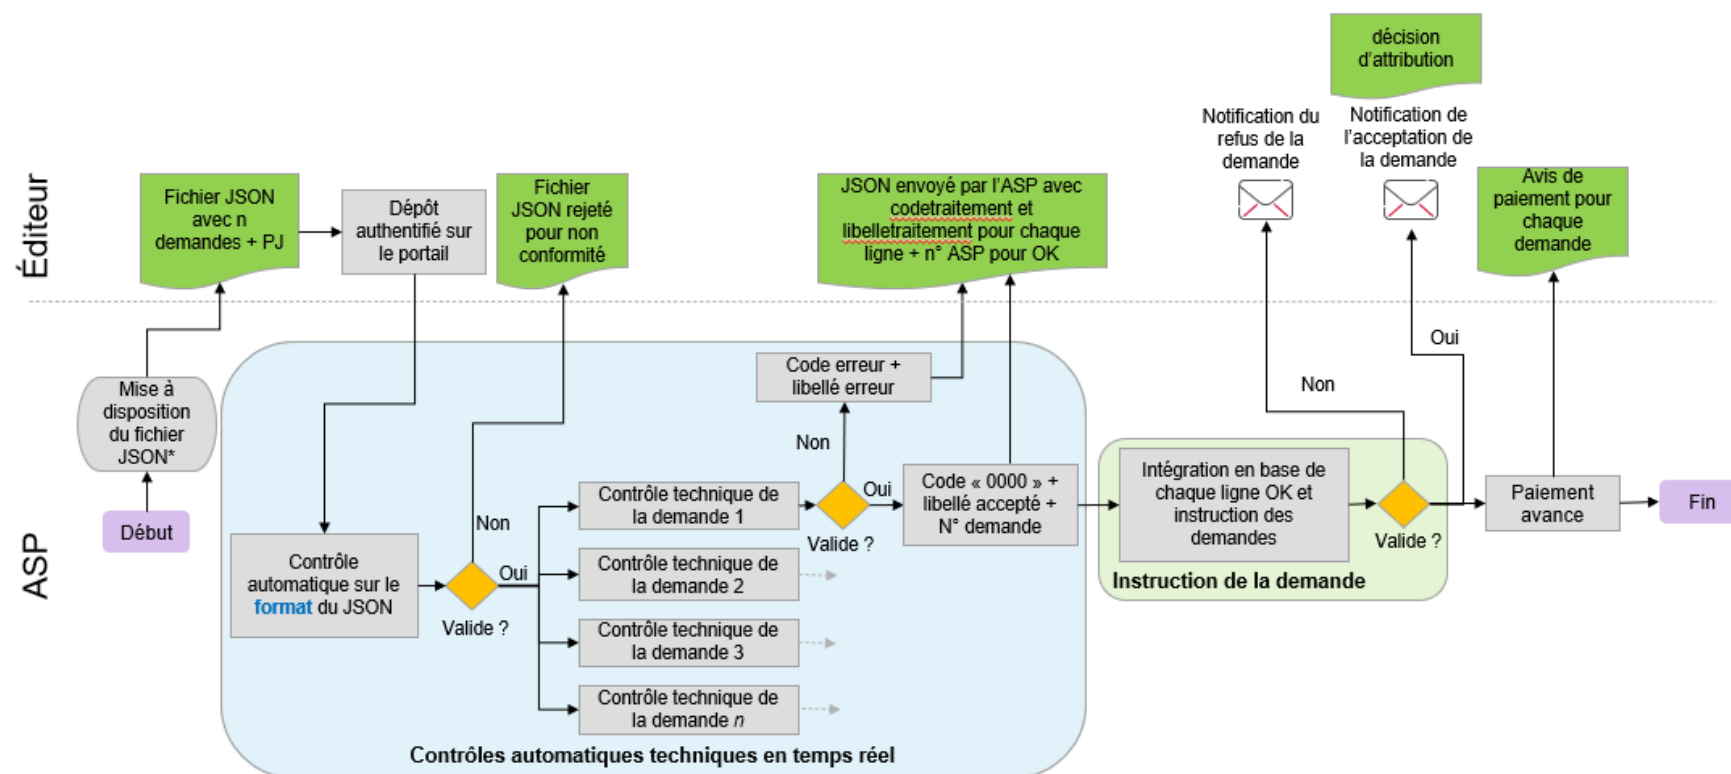 décision
d'attribution
Notification du
refus de la
demande
Notification de
l'acceptation de
la demande
Éditeur
Fichier JSON
avec n
demandes + PJ
Dépôt
authentifié sur
le portail
Fichier
JSON rejeté
pour non
conformité
JSON envoyé par l'ASP avec
codetraitement et
libelletraitement pour chaque
ligne + n° ASP pour OK
Avis de
paiement pour
chaque
demande
Oui
Non
Code erreur +
libellé erreur
Mise à
disposition
du fichier
JSON*
Non
Début
ASP
Contrôle
automatique sur le
format du JSON
Non
Oui
Valide ?
Contrôle technique de
la demande 1
Oui
Valide ?
Code « 0000 » +
libellé accepté +
N° demande
Contrôle technique de
la demande 2
Contrôle technique de
la demande 3
Contrôle technique de
la demande n
Contrôles automatiques techniques en temps réel
Intégration en base de
chaque ligne OK et
instruction des
demandes
Valide ?
Instruction de la demande
Paiement
avance
Fin